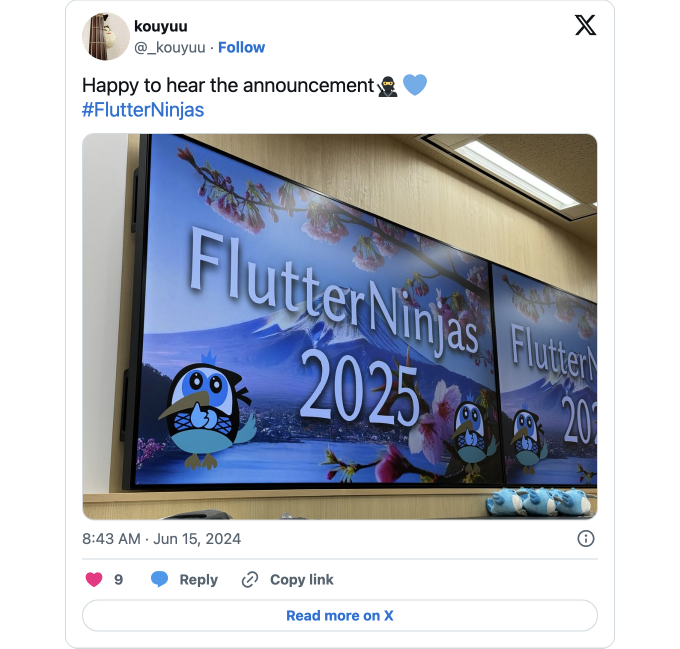 kouyuu
@_kouyuu · Follow
Happy to hear the announcement🥷💙
#FlutterNinjas
FlutterNinjas
2025
FlutterN
202
8:43 AM · Jun 15, 2024
9 Reply Copy link
Read more on X